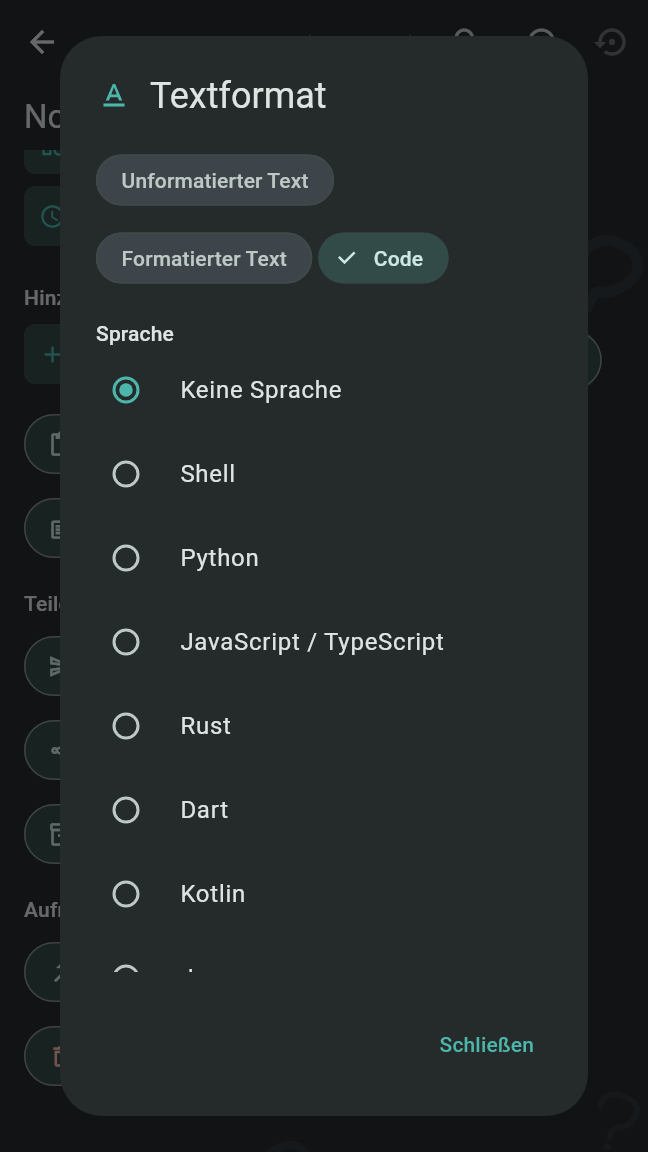 Textformat
Unformatierter Text
Formatierter Text
Code
Sprache
Keine Sprache
Shell
Python
JavaScript / TypeScript
Rust
Dart
Kotlin
Schließen